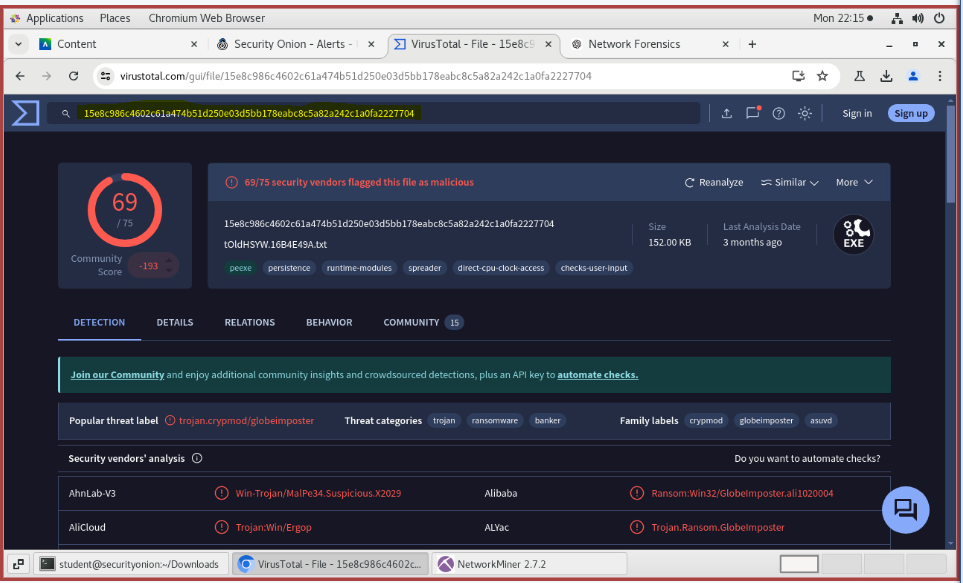 Applications Places Chromium Web Browser Mon 22:15
Content Security Onion - Alerts - VirusTotal - File - 15e8c9 Network Forensics
virustotal.com/gui/file/15e8c986c4602c61a474b51d250e03d5bb178eabc8c5a82a242c1a0fa2227704
15e8c986c4602c61a474b51d250e03d5bb178eabc8c5a82a242c1a0fa2227704 Sign in Sign up
69
/ 75
Community
Score
-193
69/75 security vendors flagged this file as malicious Reanalyze Similar More
15e8c986c4602c61a474b51d250e03d5bb178eabc8c5a82a242c1a0fa2227704
tOldHSYW.16B4E49A.txt
Size
152.00 KB
Last Analysis Date
3 months ago
EXE
peexe persistence runtime-modules spreader direct-cpu-clock-access checks-user-input
DETECTION DETAILS RELATIONS BEHAVIOR COMMUNITY 15
Join our Community and enjoy additional community insights and crowdsourced detections, plus an API key to automate checks.
Popular threat label trojan.crypmod/globeimposter Threat categories trojan ransomware banker Family labels crypmod globeimposter asuvd
Security vendors' analysis Do you want to automate checks?
AhnLab-V3 Win-Trojan/MalPe34.Suspicious.X2029 Alibaba Ransom:Win32/GlobeImposter.ali1020004
AliCloud Trojan:Win/Ergop ALYac Trojan.Ransom.GlobeImposter
student@securityonion:~/Downloads VirusTotal - File - 15e8c986c4602c... NetworkMiner 2.7.2